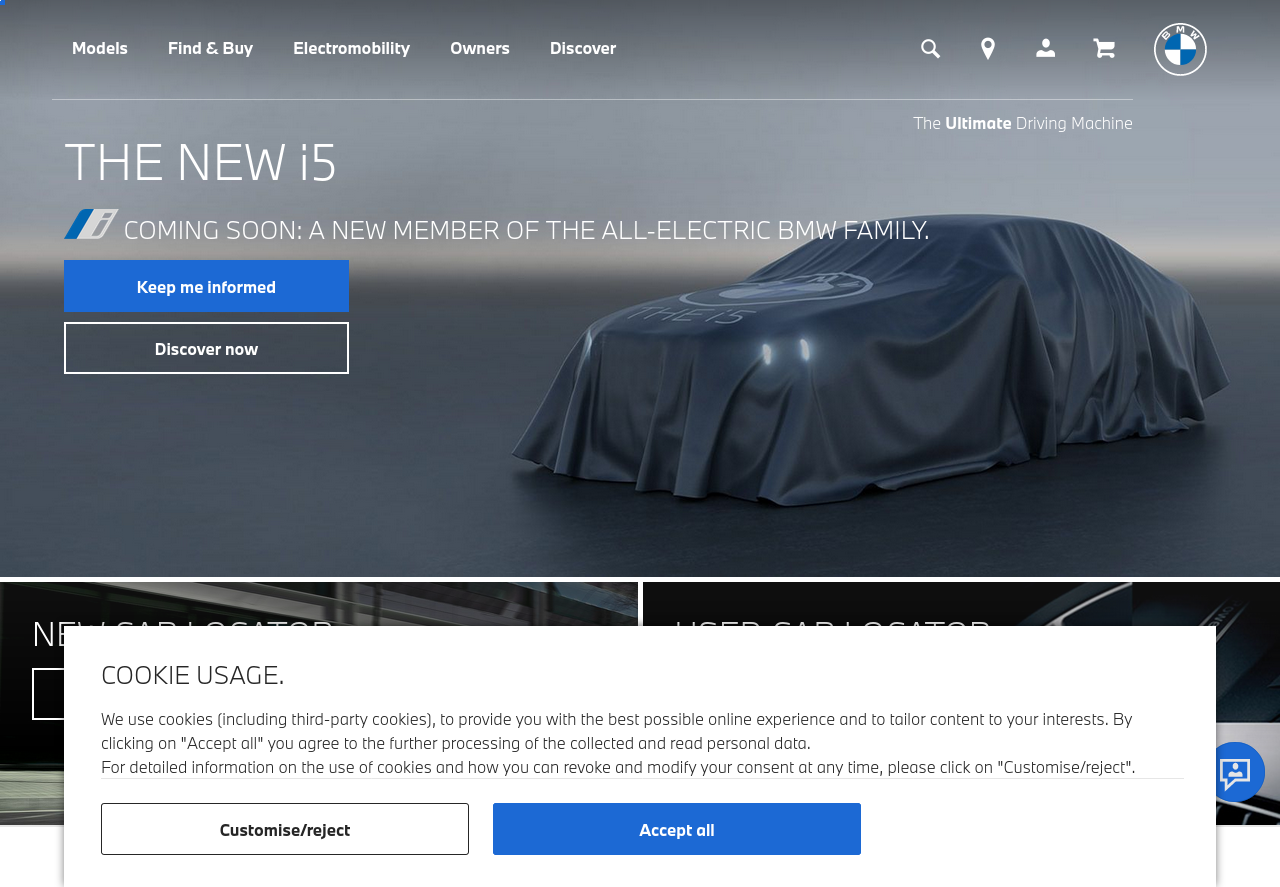 Models
Find & Buy
Electromobility
Owners
Discover
BMW
The Ultimate Driving Machine
THE NEW i5
i COMING SOON: A NEW MEMBER OF THE ALL-ELECTRIC BMW FAMILY.
THE i5
Keep me informed
Discover now
NEW CAR LOCATOR
USED CAR LOCATOR
COOKIE USAGE.
We use cookies (including third-party cookies), to provide you with the best possible online experience and to tailor content to your interests. By
clicking on "Accept all" you agree to the further processing of the collected and read personal data.
For detailed information on the use of cookies and how you can revoke and modify your consent at any time, please click on "Customise/reject".
Customise/reject
Accept all